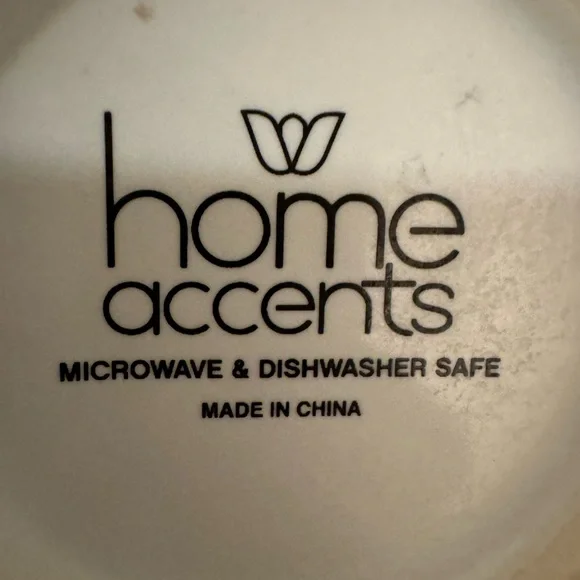 home
accents
MICROWAVE & DISHWASHER SAFE
MADE IN CHINA